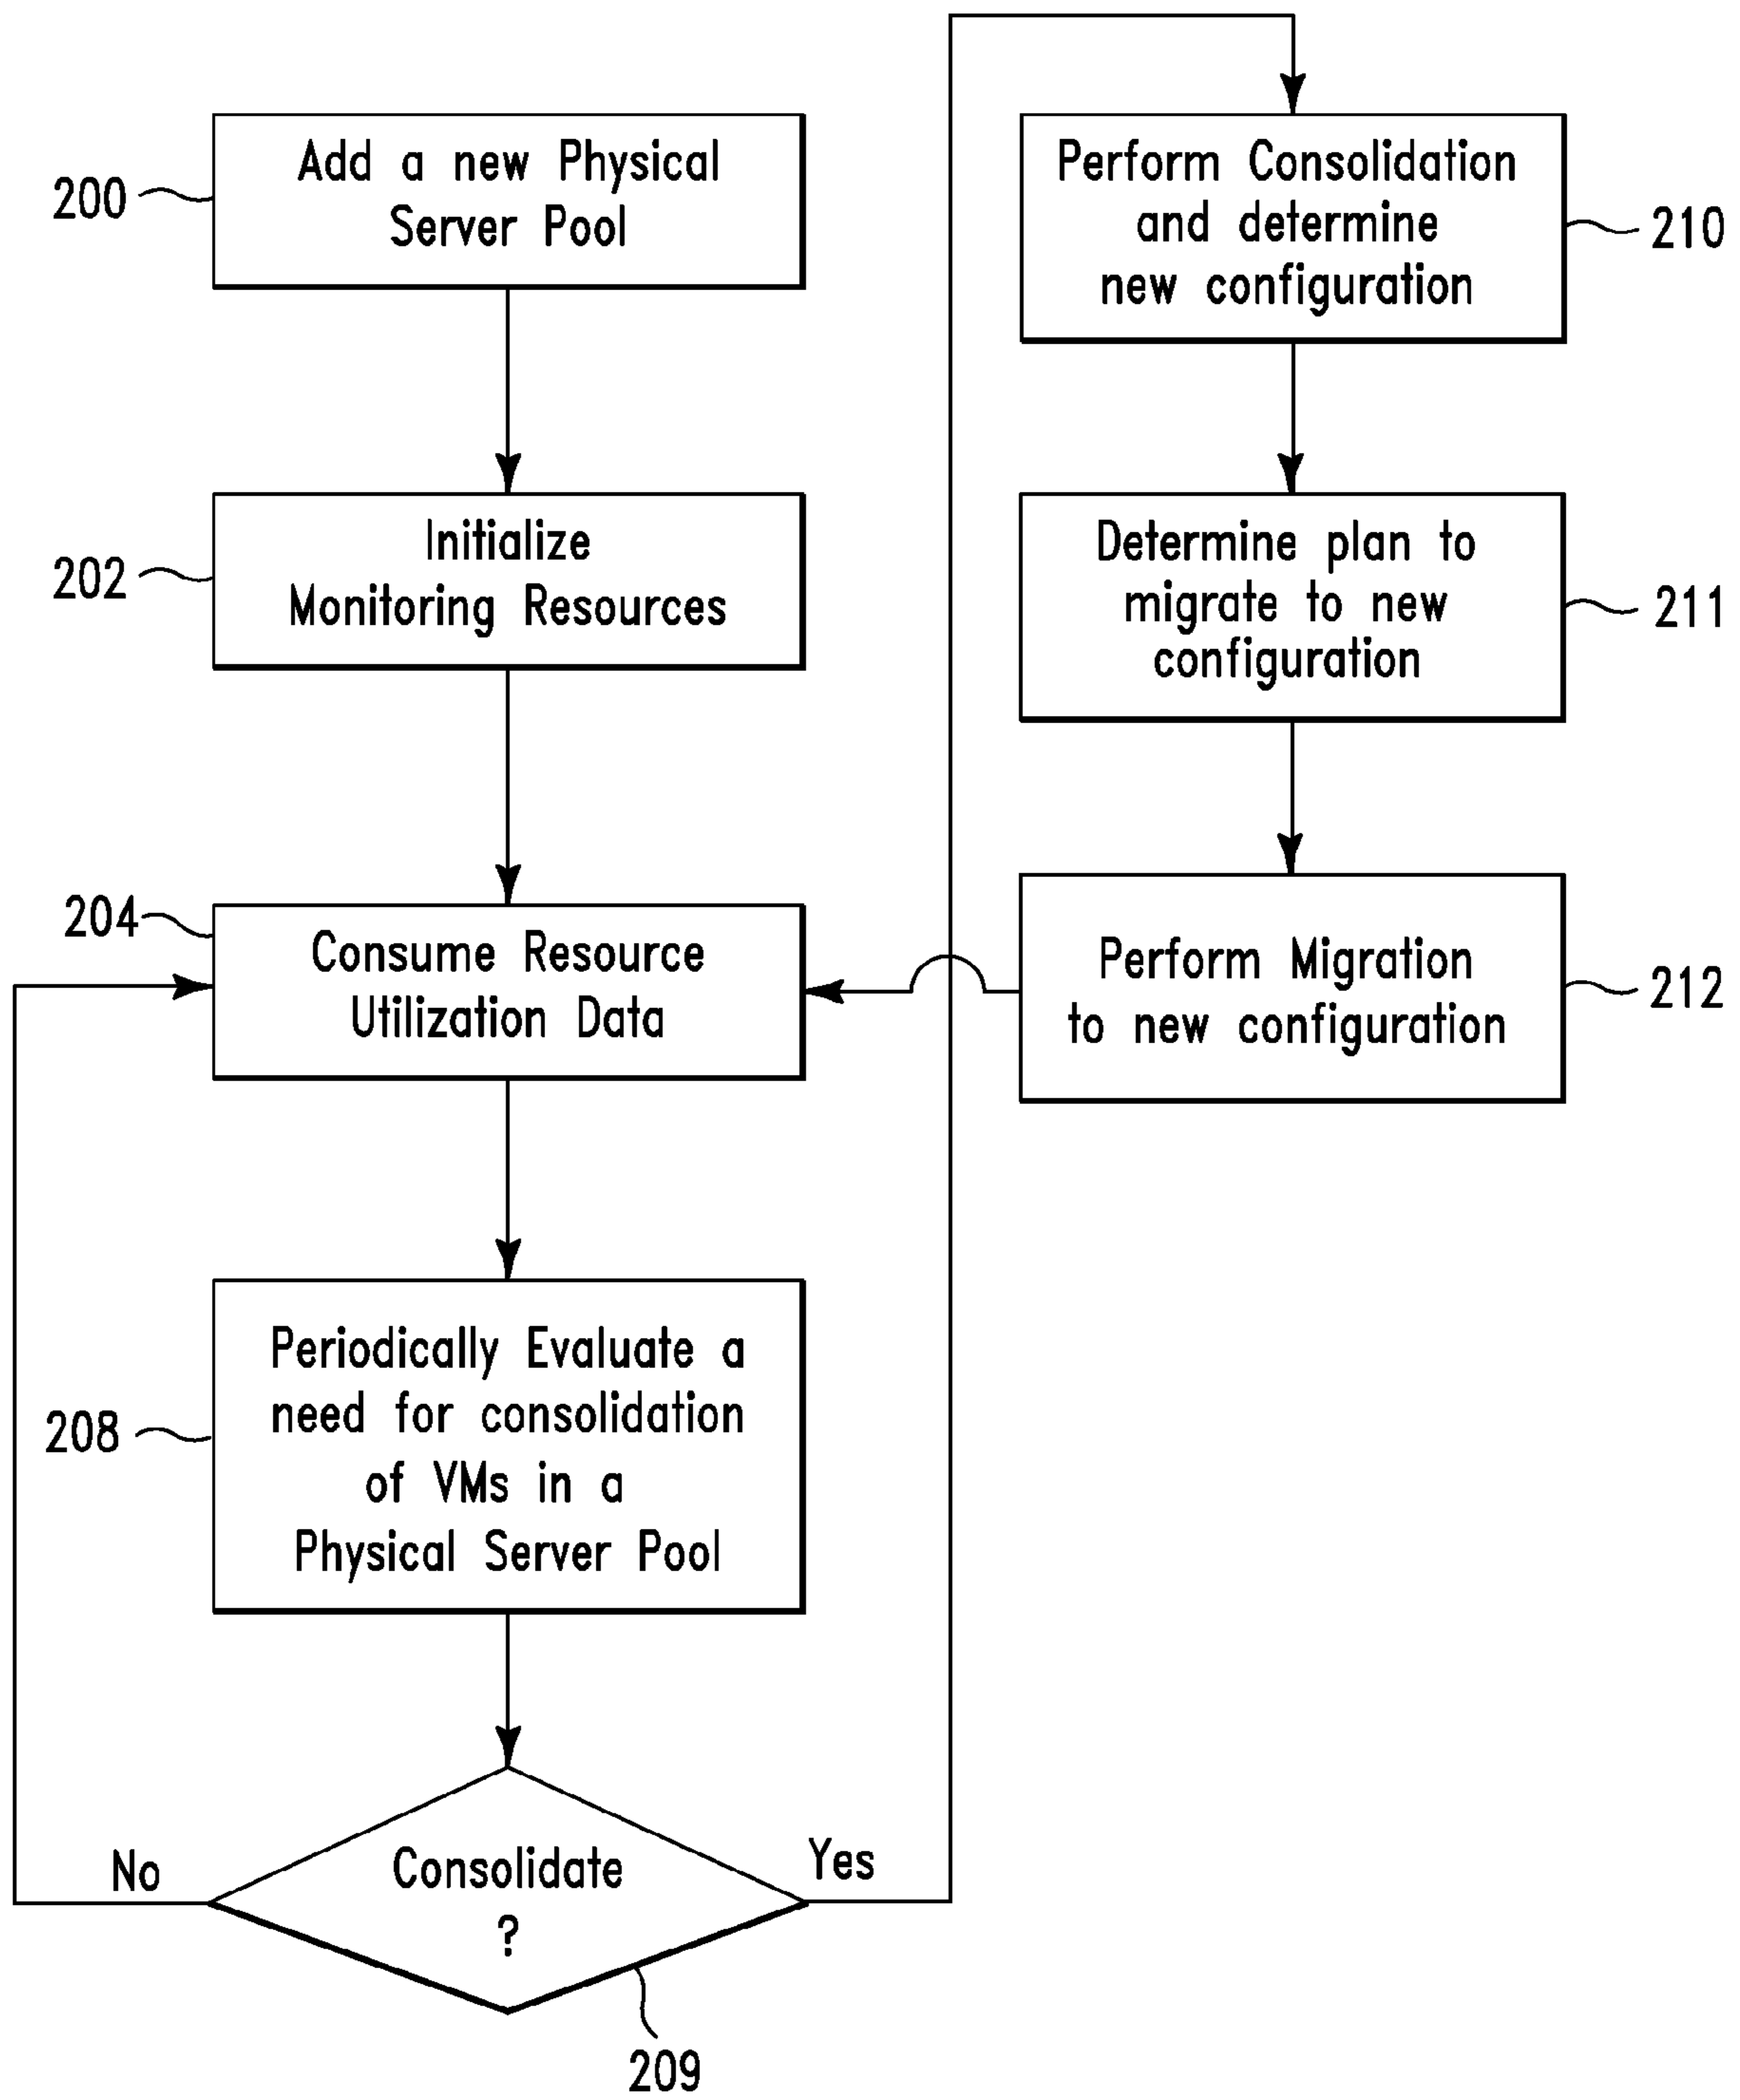 200
Add a new Physical
Server Pool
202
Initialize
Monitoring Resources
204
Consume Resource
Utilization Data
208
Periodically Evaluate a
need for consolidation
of VMs in a
Physical Server Pool
No
Consolidate
?
Yes
209
Perform Consolidation
and determine
new configuration
210
Determine plan to
migrate to new
configuration
211
Perform Migration
to new configuration
212